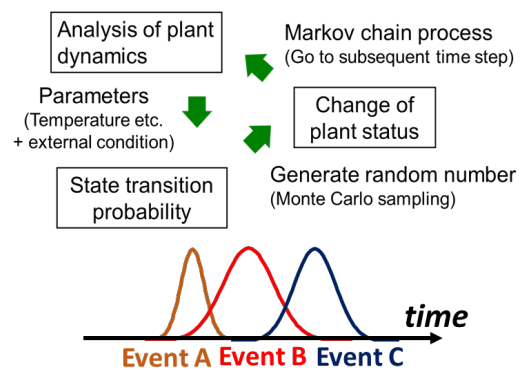 Analysis of plant
dynamics
Markov chain process
(Go to subsequent time step)
Parameters
(Temperature etc.
+ external condition)
Change of
plant status
State transition
probability
Generate random number
(Monte Carlo sampling)
time
Event A Event B Event C